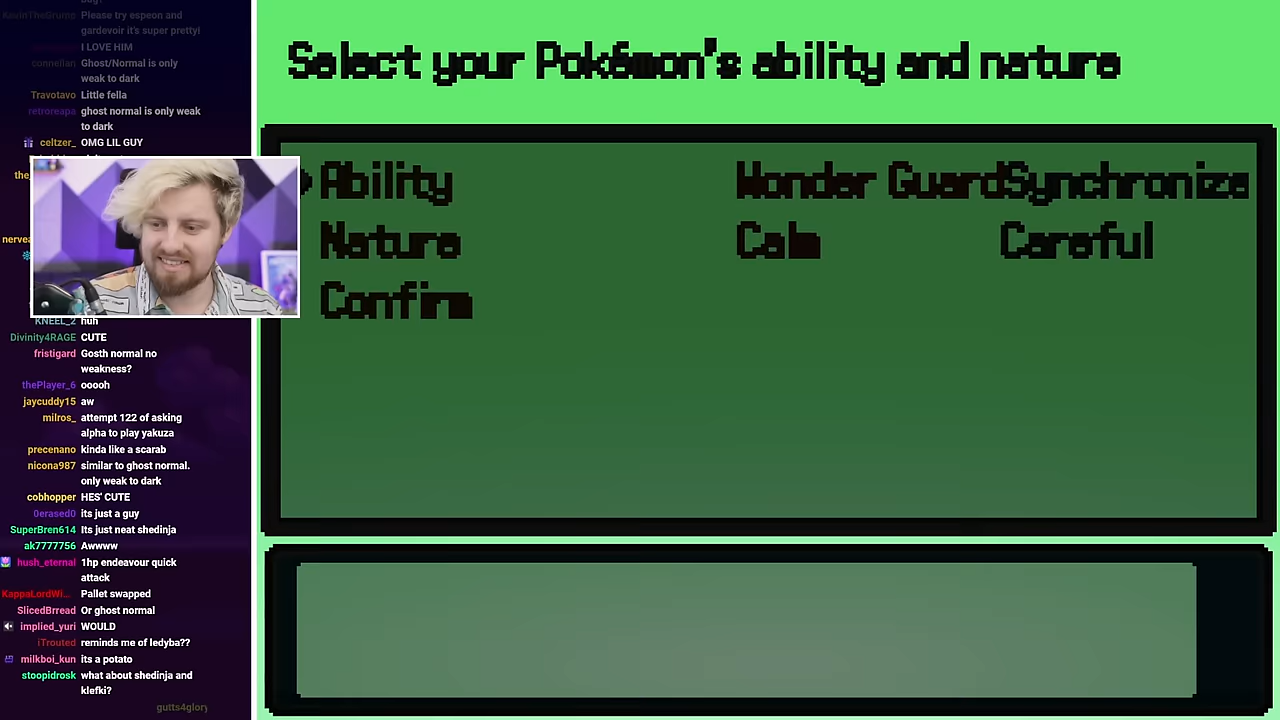 Please try espeon and
gardevoir it's super pretty!
I LOVE HIM
connelian Ghost/Normal is only
weak to dark
Travotavo Little fella
retroreapa ghost normal is only weak
to dark
celtzer_ OMG LIL GUY
KNEEL_2 huh
Divinity4RAGE CUTE
fristigard Gosth normal no
weakness?
thePlayer_6 ooooh
jaycuddy15 aw
milros_ attempt 122 of asking
alpha to play yakuza
precenano kinda like a scarab
nicona987 similar to ghost normal.
only weak to dark
cobhopper HES' CUTE
0erased0 its just a guy
SuperBren614 Its just neat shedinja
ak7777756 Awwww
hush_eternal 1hp endeavour quick
attack
KappaLordWi... Pallet swapped
SlicedBrread Or ghost normal
implied_yuri WOULD
iTrouted reminds me of ledyba??
milkboi_kun its a potato
stoopidrosk what about shedinja and
klefki?
gutts4glory
Select your Pokémon's ability and nature
Ability Wonder Guard Synchronize
Nature Calm Careful
Confirm